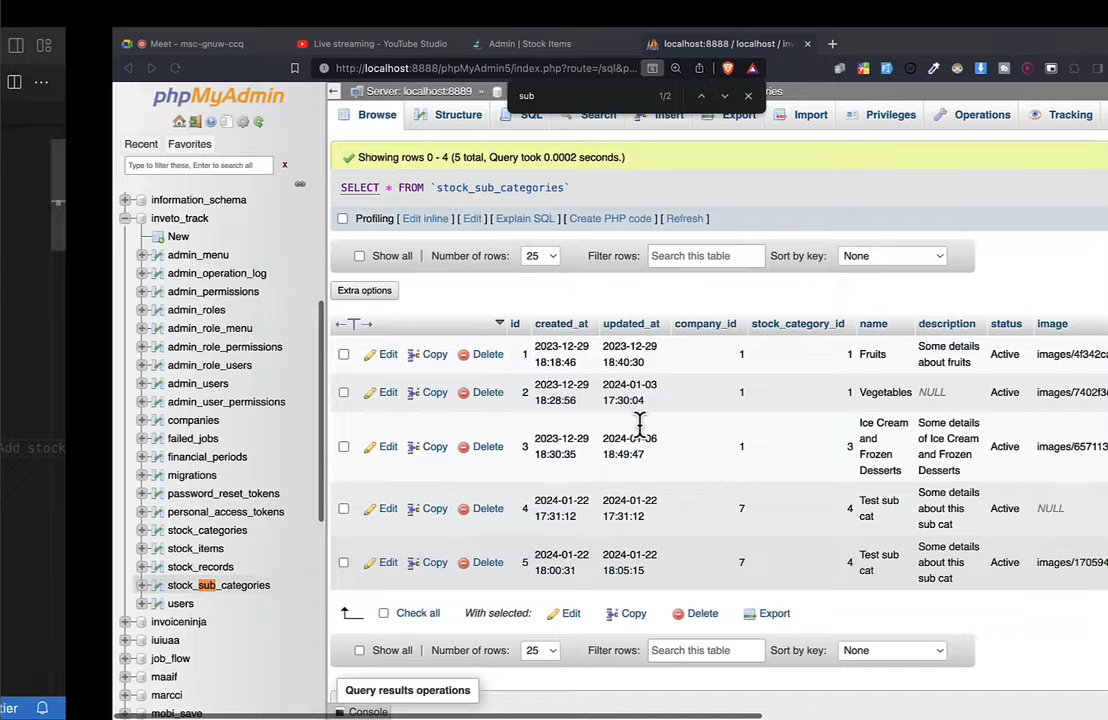 Meet - msc-gnuw-ccq
Live streaming - YouTube Studio
Admin | Stock Items
localhost:8888 / localhost / inv
http://localhost:8888/phpMyAdmin5/index.php?route=/sql&p...
phpMyAdmin
Server: localhost:8889 »
sub
1/2
Browse
Structure
SQL
Search
Insert
Export
Import
Privileges
Operations
Tracking
Recent
Favorites
Type to filter these, Enter to search all
x
information_schema
inveto_track
New
admin_menu
admin_operation_log
admin_permissions
admin_roles
admin_role_menu
admin_role_permissions
admin_role_users
admin_users
admin_user_permissions
companies
failed_jobs
financial_periods
migrations
password_reset_tokens
personal_access_tokens
stock_categories
stock_items
stock_records
stock_sub_categories
users
invoiceninja
iuiuaa
job_flow
maaif
marcci
mobi_save
Showing rows 0 - 4 (5 total, Query took 0.0002 seconds.)
SELECT * FROM `stock_sub_categories`
Profiling [ Edit inline ] [ Edit ] [ Explain SQL ] [ Create PHP code ] [ Refresh ]
Show all | Number of rows: 25 Filter rows: Search this table Sort by key: None
Extra options
id created_at updated_at company_id stock_category_id name description status image
Edit Copy Delete 1 2023-12-29 18:18:46 2023-12-29 18:40:30 1 1 Fruits Some details about fruits Active images/4f342c
Edit Copy Delete 2 2023-12-29 18:28:56 2024-01-03 17:30:04 1 1 Vegetables NULL Active images/7402f3
Edit Copy Delete 3 2023-12-29 18:30:35 18:49:47 1 3 Ice Cream and Frozen Desserts Some details of Ice Cream and Frozen Desserts Active images/657113
Edit Copy Delete 4 2024-01-22 17:31:12 2024-01-22 17:31:12 7 4 Test sub cat Some details about this sub cat Active NULL
Edit Copy Delete 5 2024-01-22 18:00:31 2024-01-22 18:05:15 7 4 Test sub cat Some details about this sub cat Active images/170594
Check all With selected: Edit Copy Delete Export
Show all | Number of rows: 25 Filter rows: Search this table Sort by key: None
Query results operations
Console
Add stock
tier